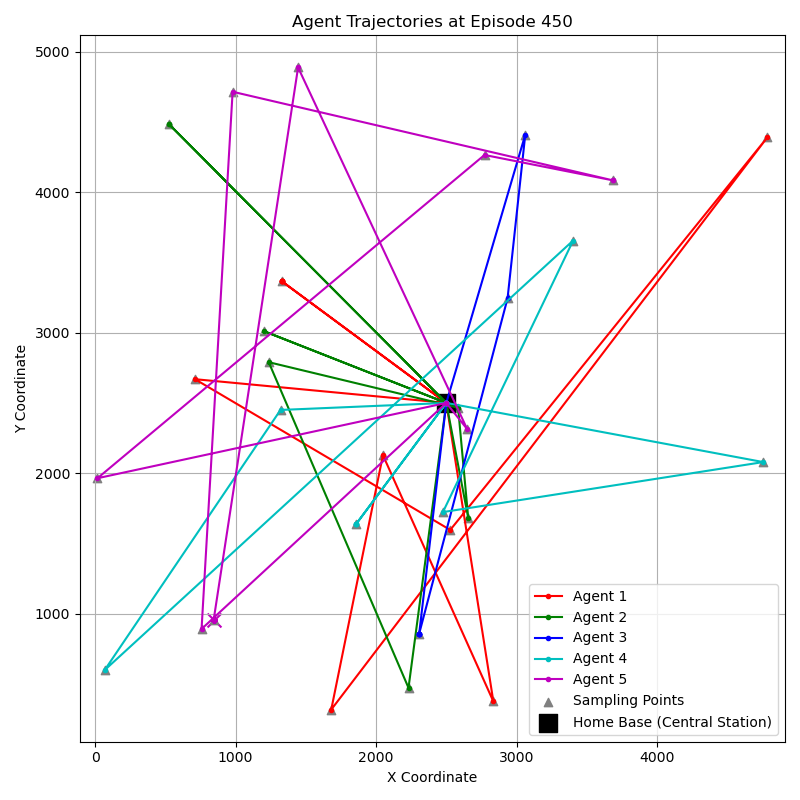 Agent Trajectories at Episode 450
Y Coordinate
5000
4000
3000
2000
1000
0 1000 2000 3000 4000
X Coordinate
Agent 1
Agent 2
Agent 3
Agent 4
Agent 5
Sampling Points
Home Base (Central Station)